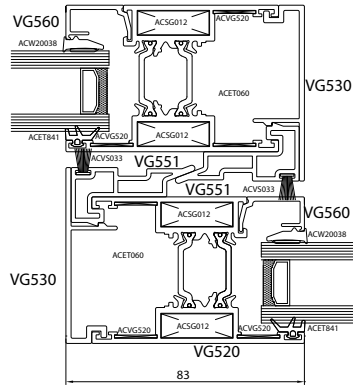 VG560
ACSG012
ACVG520
ACW20038
ACET060
VG530
ACET841
ACVG520
ACSG012
ACVS033
VG551
VG551
ACVS033
VG560
ACSG012
ACW20038
ACET060
VG530
ACVG520
ACSG012
ACVG520
ACET841
VG520
83